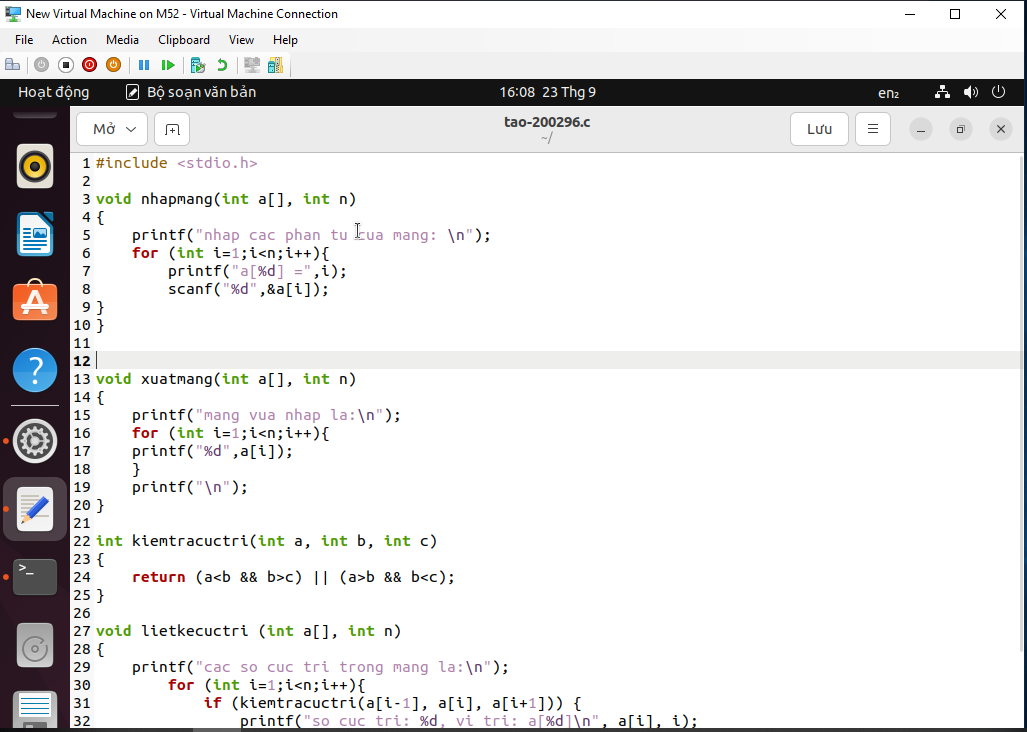 New Virtual Machine on M52 - Virtual Machine Connection
File Action Media Clipboard View Help
Hoạt động Bộ soạn văn bản 16:08 23 Thg 9 en₂
Mở tao-200296.c Lưu
~/
1 #include <stdio.h>
2
3 void nhapmang(int a[], int n)
4 {
5     printf("nhap cac phan tu cua mang: \n");
6     for (int i=1;i<n;i++){
7         printf("a[%d] =",i);
8         scanf("%d",&a[i]);
9 }
10 }
11
12
13 void xuatmang(int a[], int n)
14 {
15     printf("mang vua nhap la:\n");
16     for (int i=1;i<n;i++){
17     printf("%d",a[i]);
18     }
19     printf("\n");
20 }
21
22 int kiemtracuctri(int a, int b, int c)
23 {
24     return (a<b && b>c) || (a>b && b<c);
25 }
26
27 void lietkecuctri (int a[], int n)
28 {
29     printf("cac so cuc tri trong mang la:\n");
30         for (int i=1;i<n;i++){
31             if (kiemtracuctri(a[i-1], a[i], a[i+1])) {
32                 printf("so cuc tri: %d, vi tri: a[%d]\n", a[i], i);